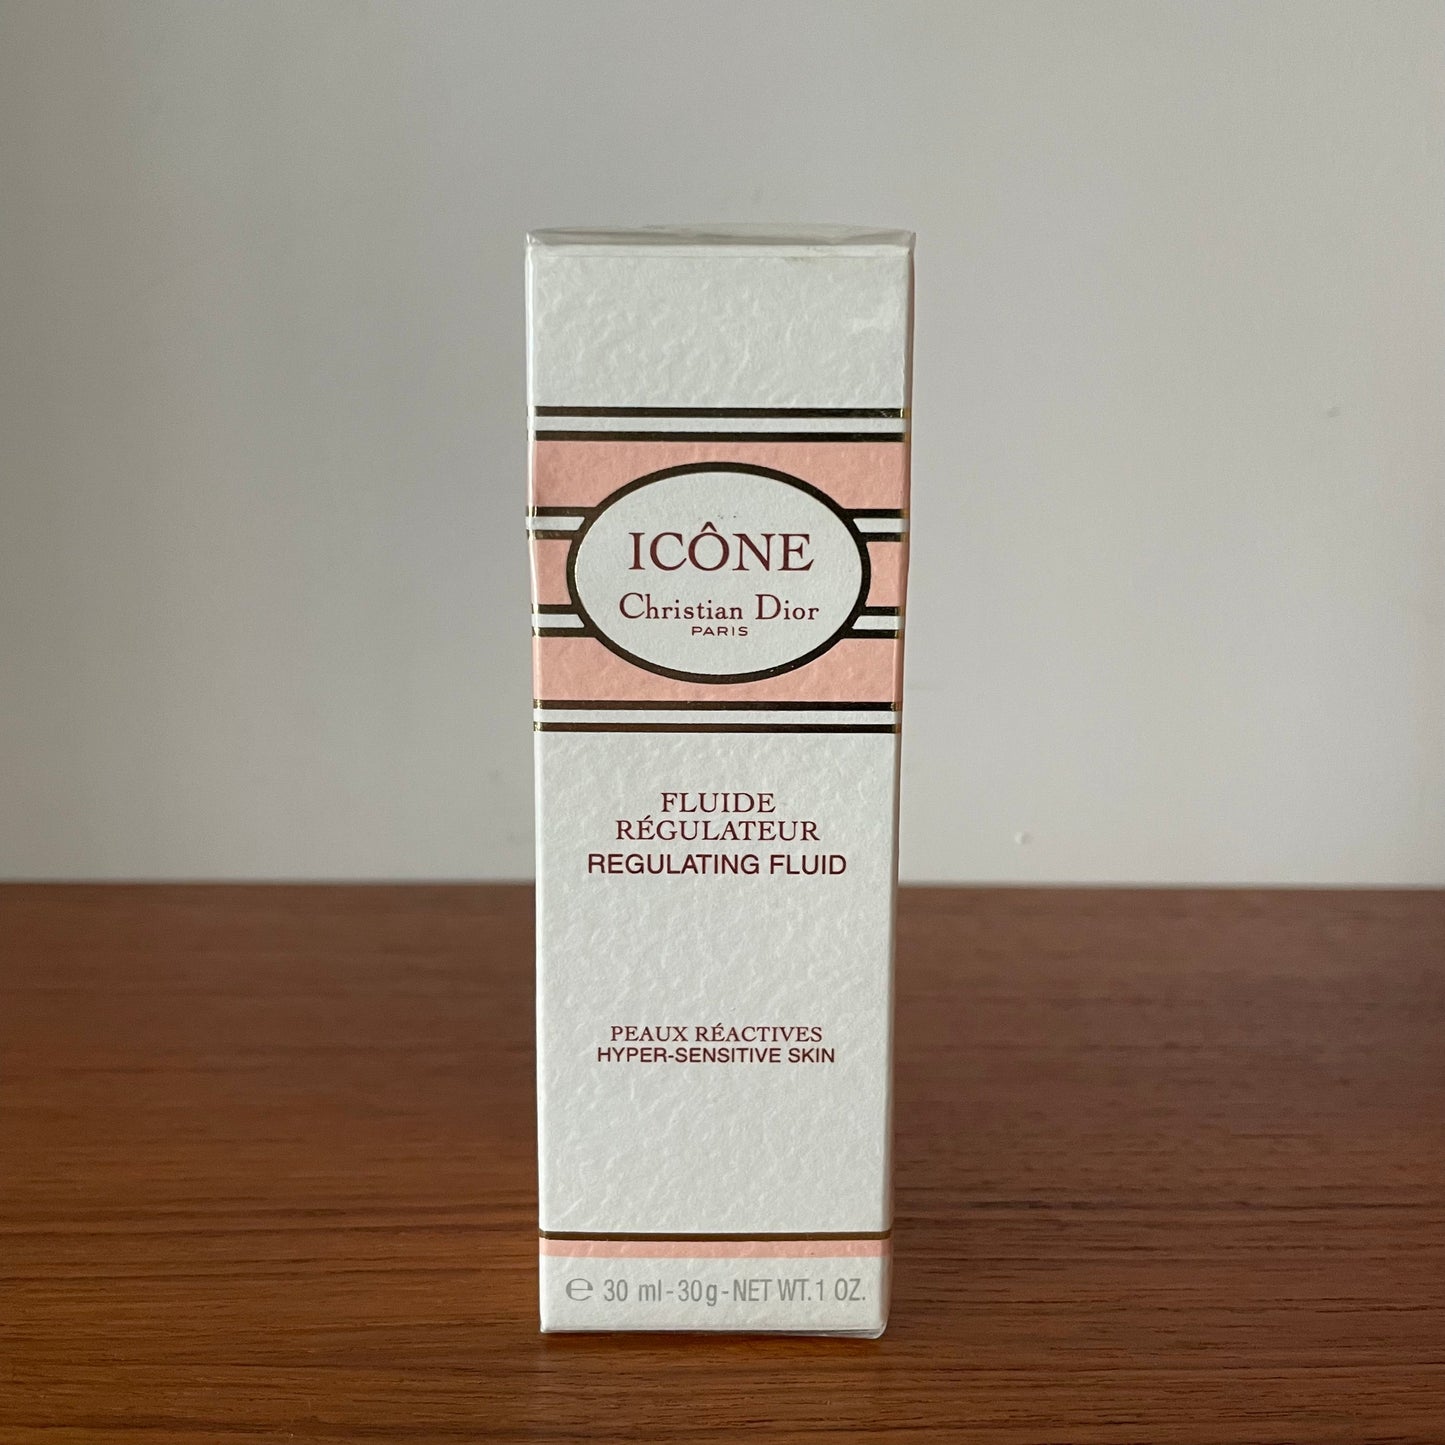 ICÔNE
Christian Dior
PARIS
FLUIDE
RÉGULATEUR
REGULATING FLUID
PEAUX RÉACTIVES
HYPER-SENSITIVE SKIN
℮ 30 ml-30g-NET WT.1 OZ.